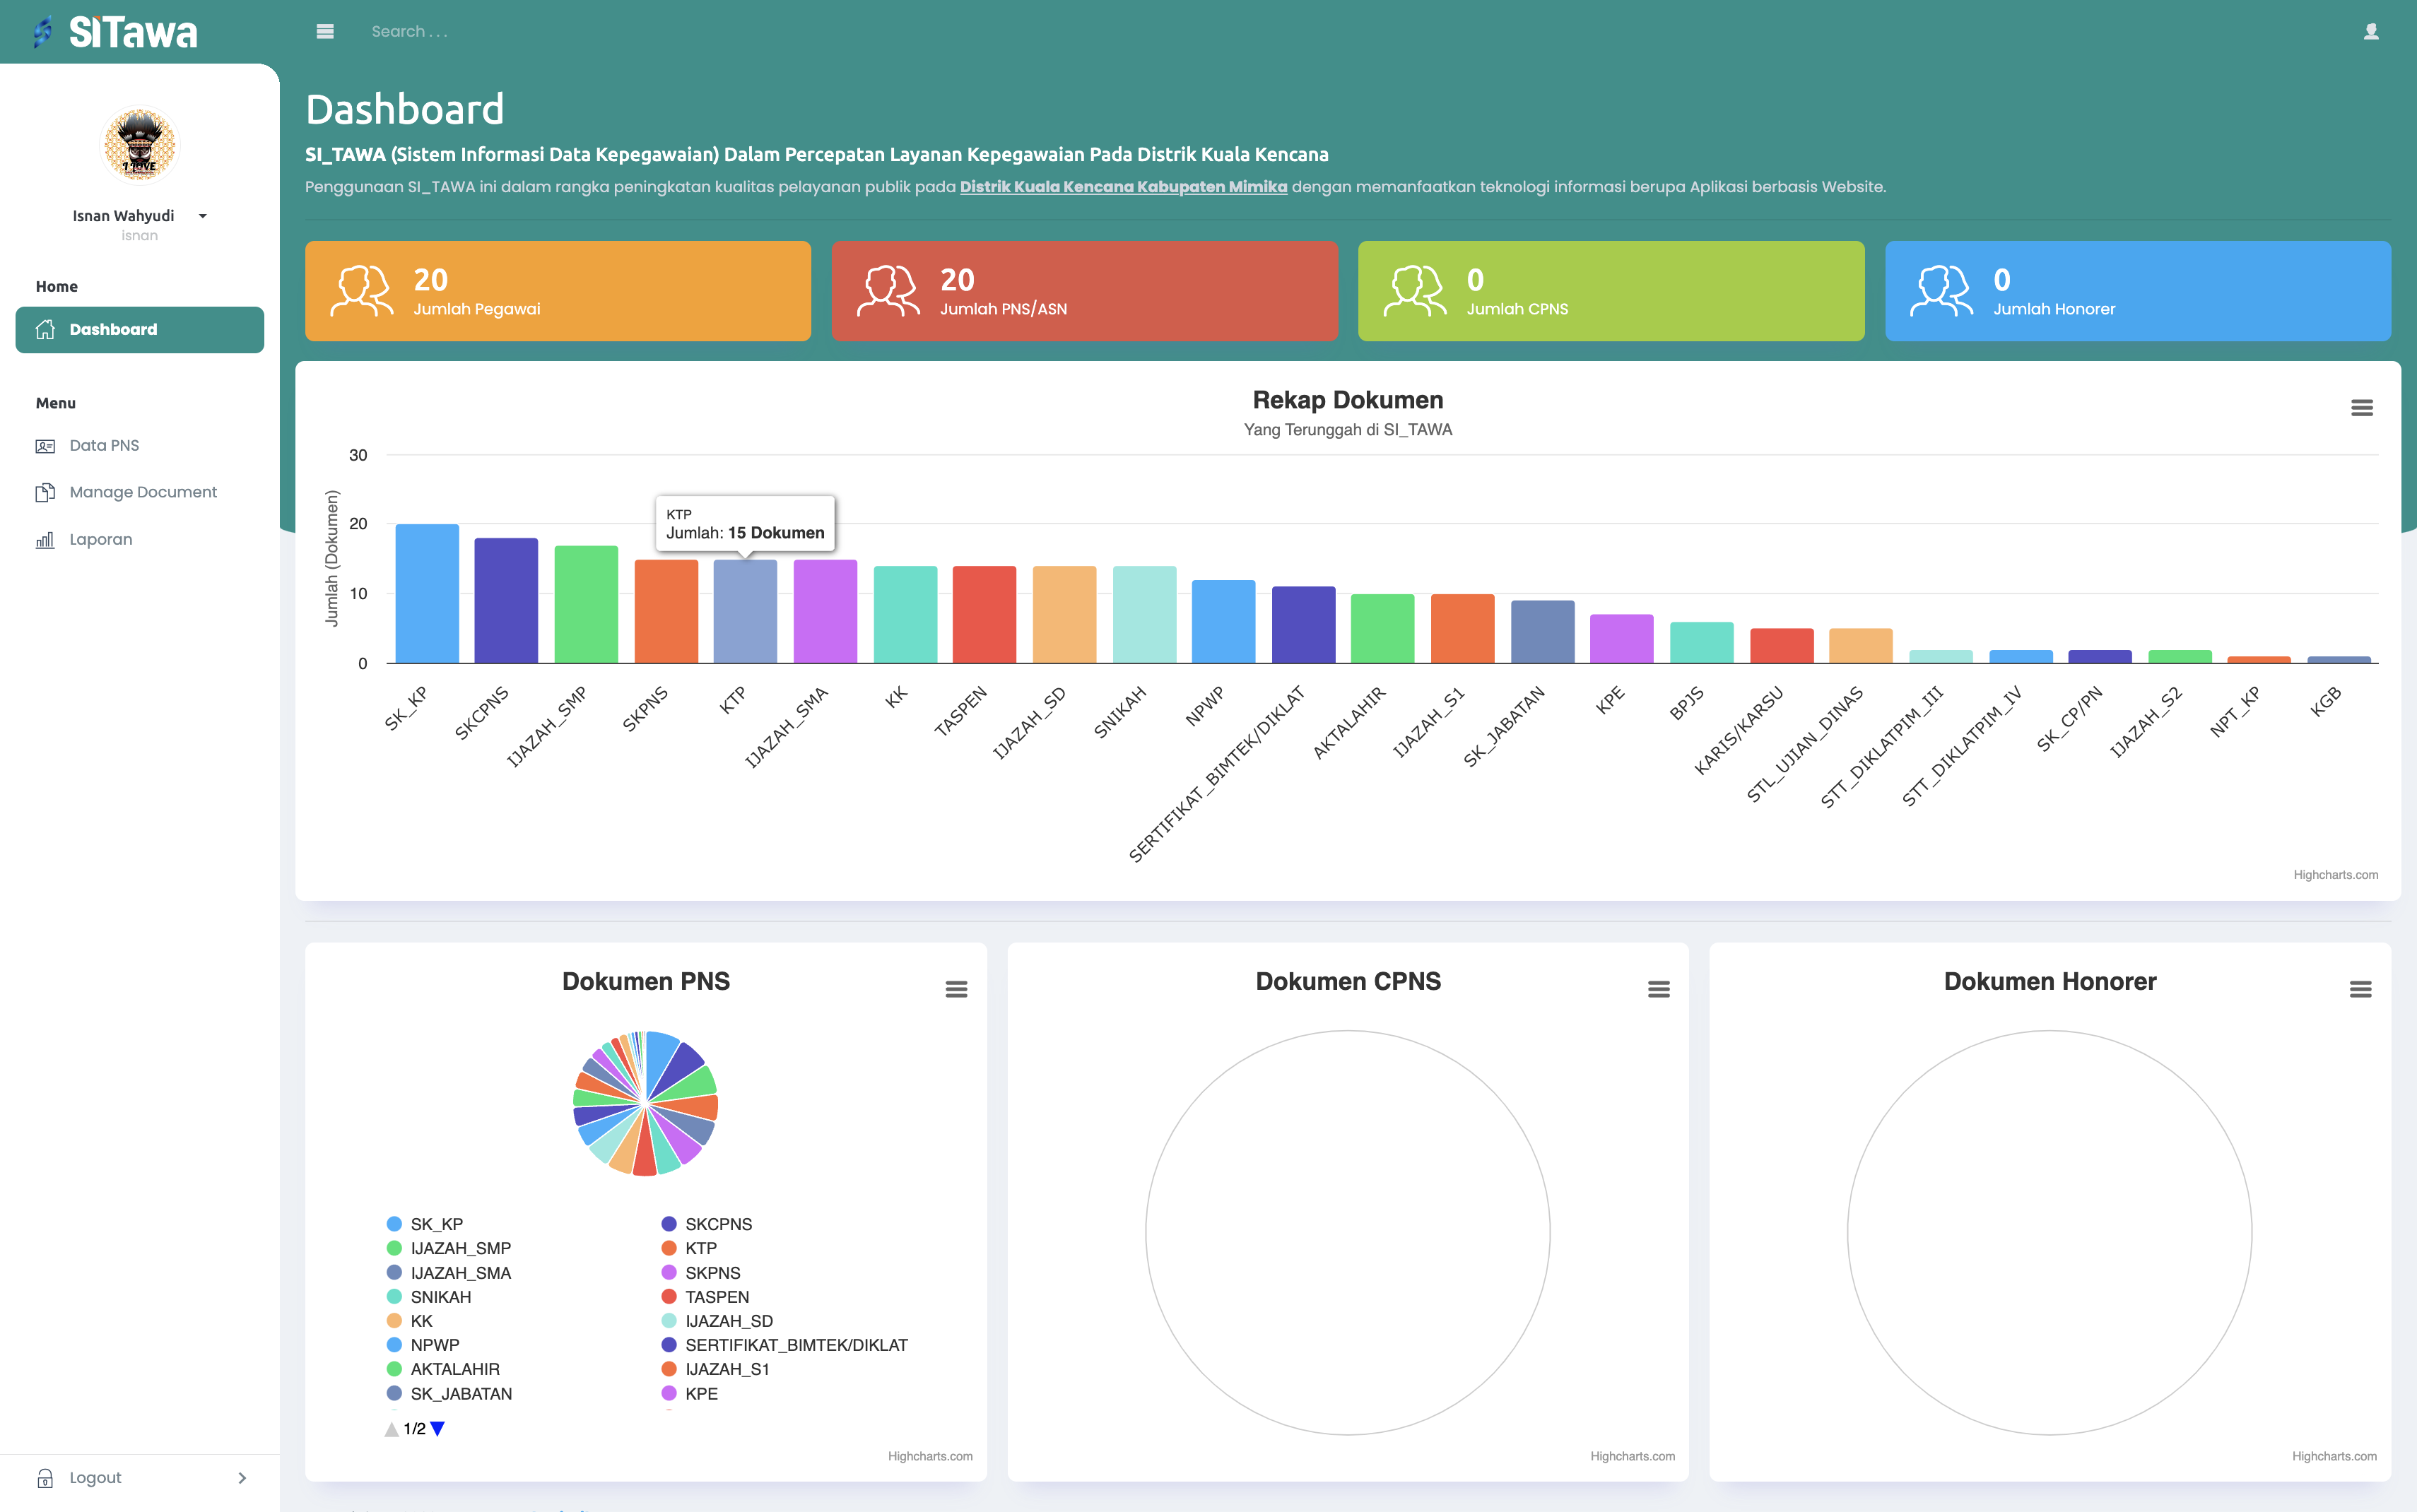 SITawa
Search . . .
I LOVE
Isnan Wahyudi
isnan
Home
Dashboard
Menu
Data PNS
Manage Document
Laporan
Logout
Dashboard
SI_TAWA (Sistem Informasi Data Kepegawaian) Dalam Percepatan Layanan Kepegawaian Pada Distrik Kuala Kencana
Penggunaan SI_TAWA ini dalam rangka peningkatan kualitas pelayanan publik pada Distrik Kuala Kencana Kabupaten Mimika dengan memanfaatkan teknologi informasi berupa Aplikasi berbasis Website.
20
Jumlah Pegawai
20
Jumlah PNS/ASN
0
Jumlah CPNS
0
Jumlah Honorer
Rekap Dokumen
Yang Terunggah di SI_TAWA
Jumlah (Dokumen)
30
20
10
0
KTP
Jumlah: 15 Dokumen
SK_KP
SKCPNS
IJAZAH_SMP
SKPNS
KTP
IJAZAH_SMA
KK
TASPEN
IJAZAH_SD
SNIKAH
NPWP
SERTIFIKAT_BIMTEK/DIKLAT
AKTALAHIR
IJAZAH_S1
SK_JABATAN
KPE
BPJS
KARIS/KARSU
STL_UJIAN_DINAS
STT_DIKLATPIM_III
STT_DIKLATPIM_IV
SK_CP/PN
IJAZAH_S2
NPT_KP
KGB
Highcharts.com
Dokumen PNS
SK_KP
SKCPNS
IJAZAH_SMP
KTP
IJAZAH_SMA
SKPNS
SNIKAH
TASPEN
KK
IJAZAH_SD
NPWP
SERTIFIKAT_BIMTEK/DIKLAT
AKTALAHIR
IJAZAH_S1
SK_JABATAN
KPE
1/2
Highcharts.com
Dokumen CPNS
Highcharts.com
Dokumen Honorer
Highcharts.com